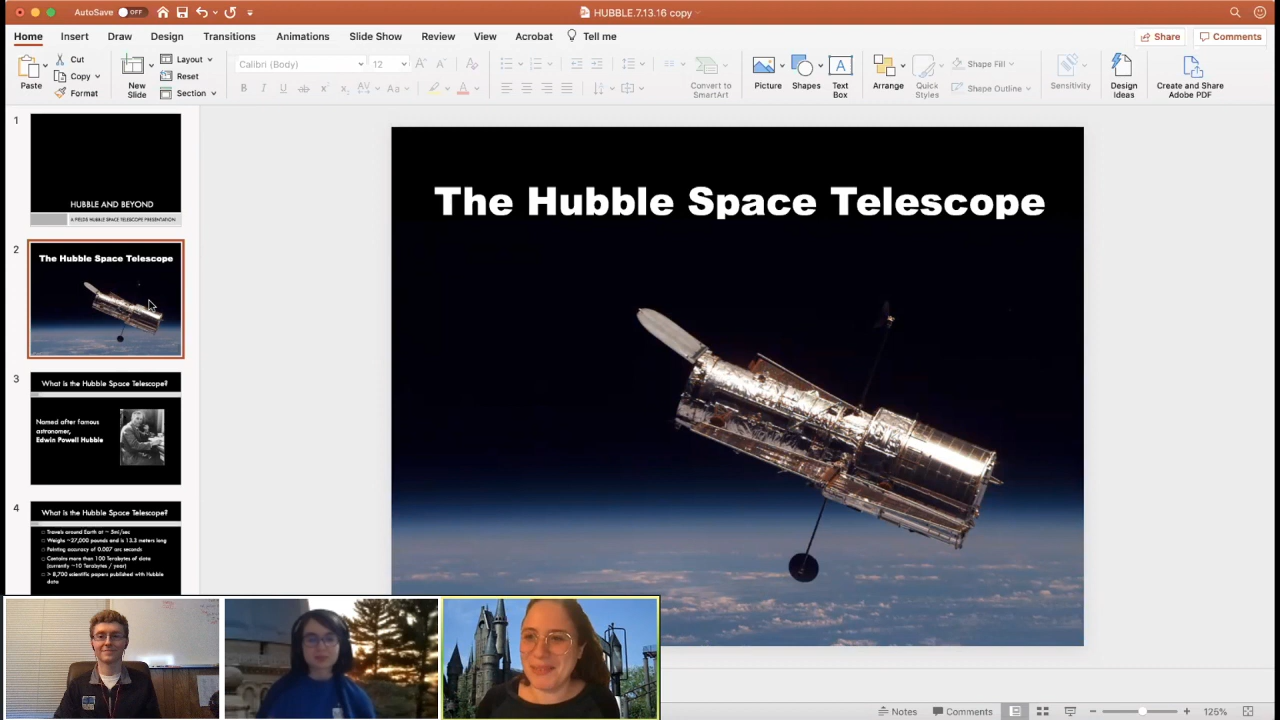 AutoSave OFF
HUBBLE.7.13.16 copy
Home Insert Draw Design Transitions Animations Slide Show Review View Acrobat Tell me
Share Comments
Paste
Cut
Copy
Format
New
Slide
Layout
Reset
Section
Calibri (Body) 12
Convert to
SmartArt
Picture
Shapes
Text
Box
Arrange
Quick
Styles
Shape Fill
Shape Outline
Sensitivity
Design
Ideas
Create and Share
Adobe PDF
1
HUBBLE AND BEYOND
A FIELDS HUBBLE SPACE TELESCOPE PRESENTATION
2
The Hubble Space Telescope
3
What is the Hubble Space Telescope?
Named after famous
astronomer,
Edwin Powell Hubble
4
What is the Hubble Space Telescope?
Travels around Earth at ~ 5mi/sec
Weighs ~27,000 pounds and is 13.3 meters long
Pointing accuracy of 0.007 arc seconds
Contains more than 100 Terabytes of data
(currently ~10 Terabytes / year)
> 8,700 scientific papers published with Hubble
data
The Hubble Space Telescope
Notes
Comments
125%